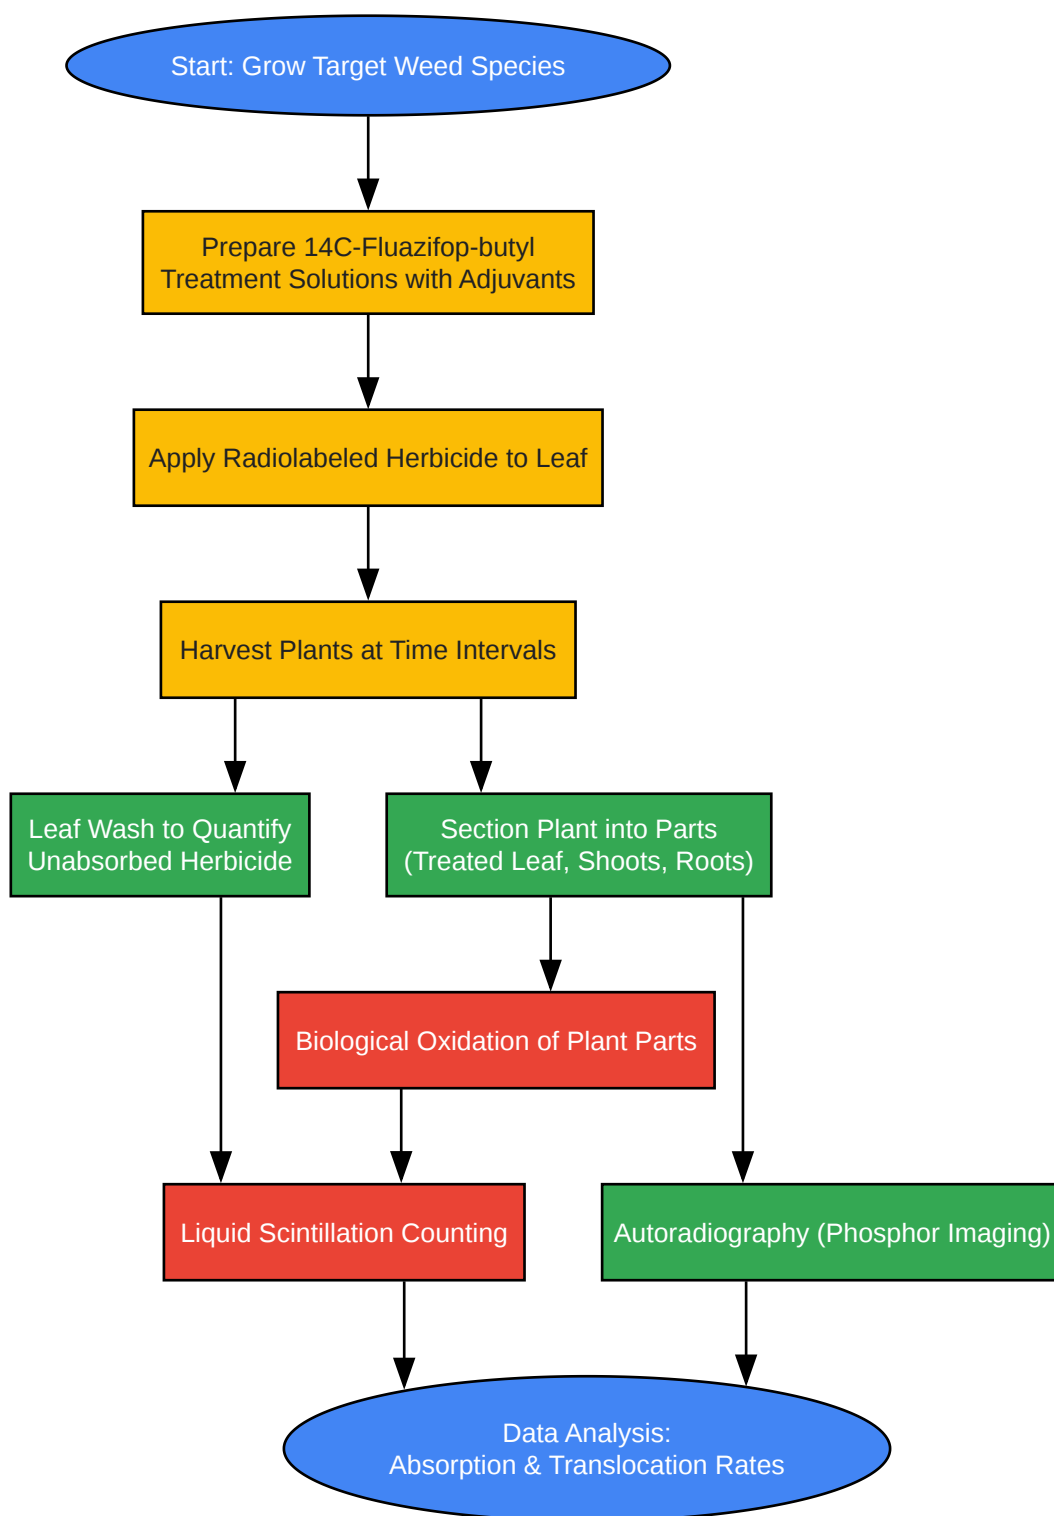 Start: Grow Target Weed Species
Prepare 14C-Fluazifop-butyl
Treatment Solutions with Adjuvants
Apply Radiolabeled Herbicide to Leaf
Harvest Plants at Time Intervals
Leaf Wash to Quantify
Unabsorbed Herbicide
Section Plant into Parts
(Treated Leaf, Shoots, Roots)
Biological Oxidation of Plant Parts
Liquid Scintillation Counting
Autoradiography (Phosphor Imaging)
Data Analysis:
Absorption & Translocation Rates